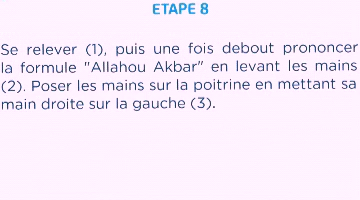 ETAPE 8
Se relever (1), puis une fois debout prononcer
la formule "Allahou Akbar" en levant les mains
(2). Poser les mains sur la poitrine en mettant sa
main droite sur la gauche (3).